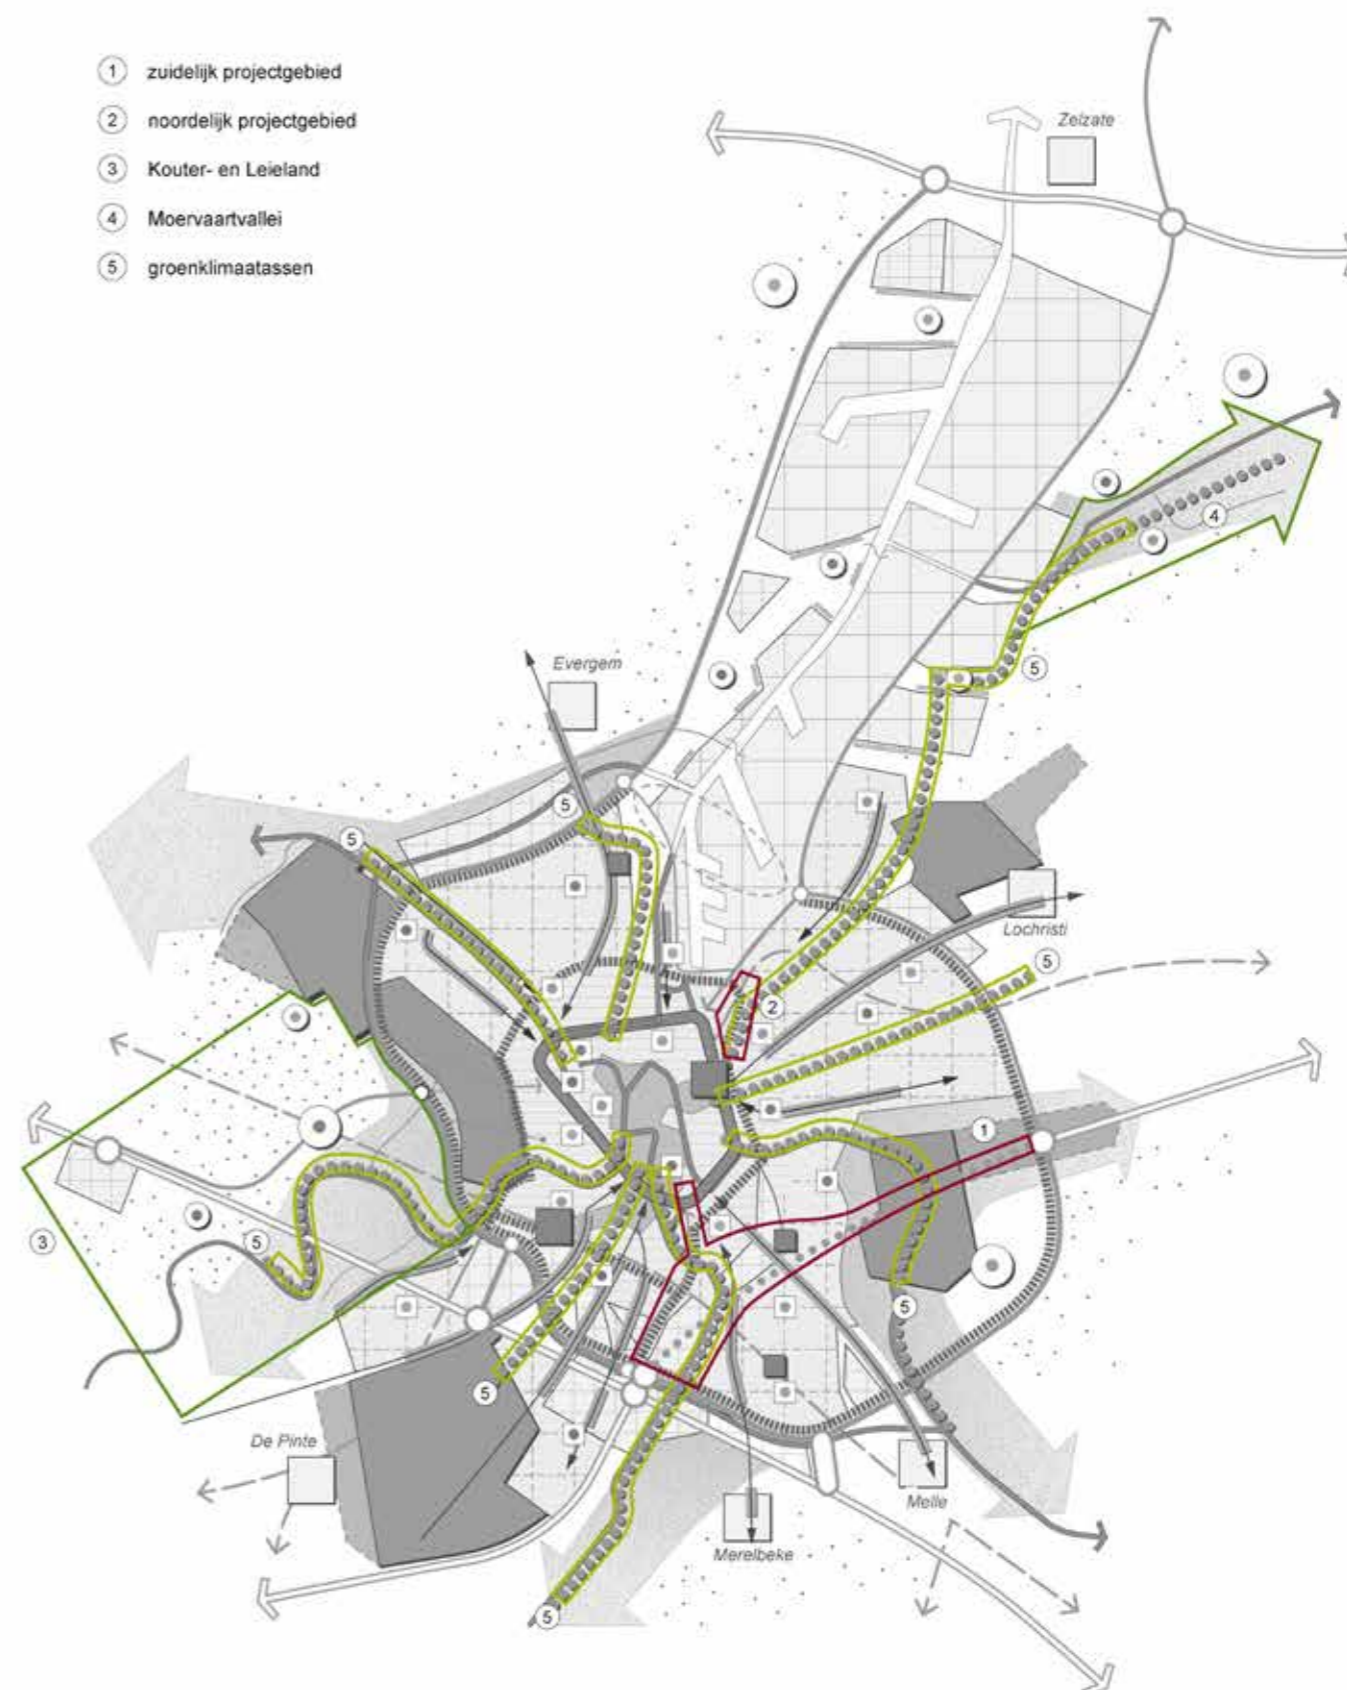 1 zuidelijk projectgebied
2 noordelijk projectgebied
3 Kouter- en Leieland
4 Moervaartvallei
5 groenklimaatassen
Zelzate
4
Evergem
5
5
5
Lochristi
5
2
1
3
5
5
5
De Pinte
Melle
Merelbeke
5